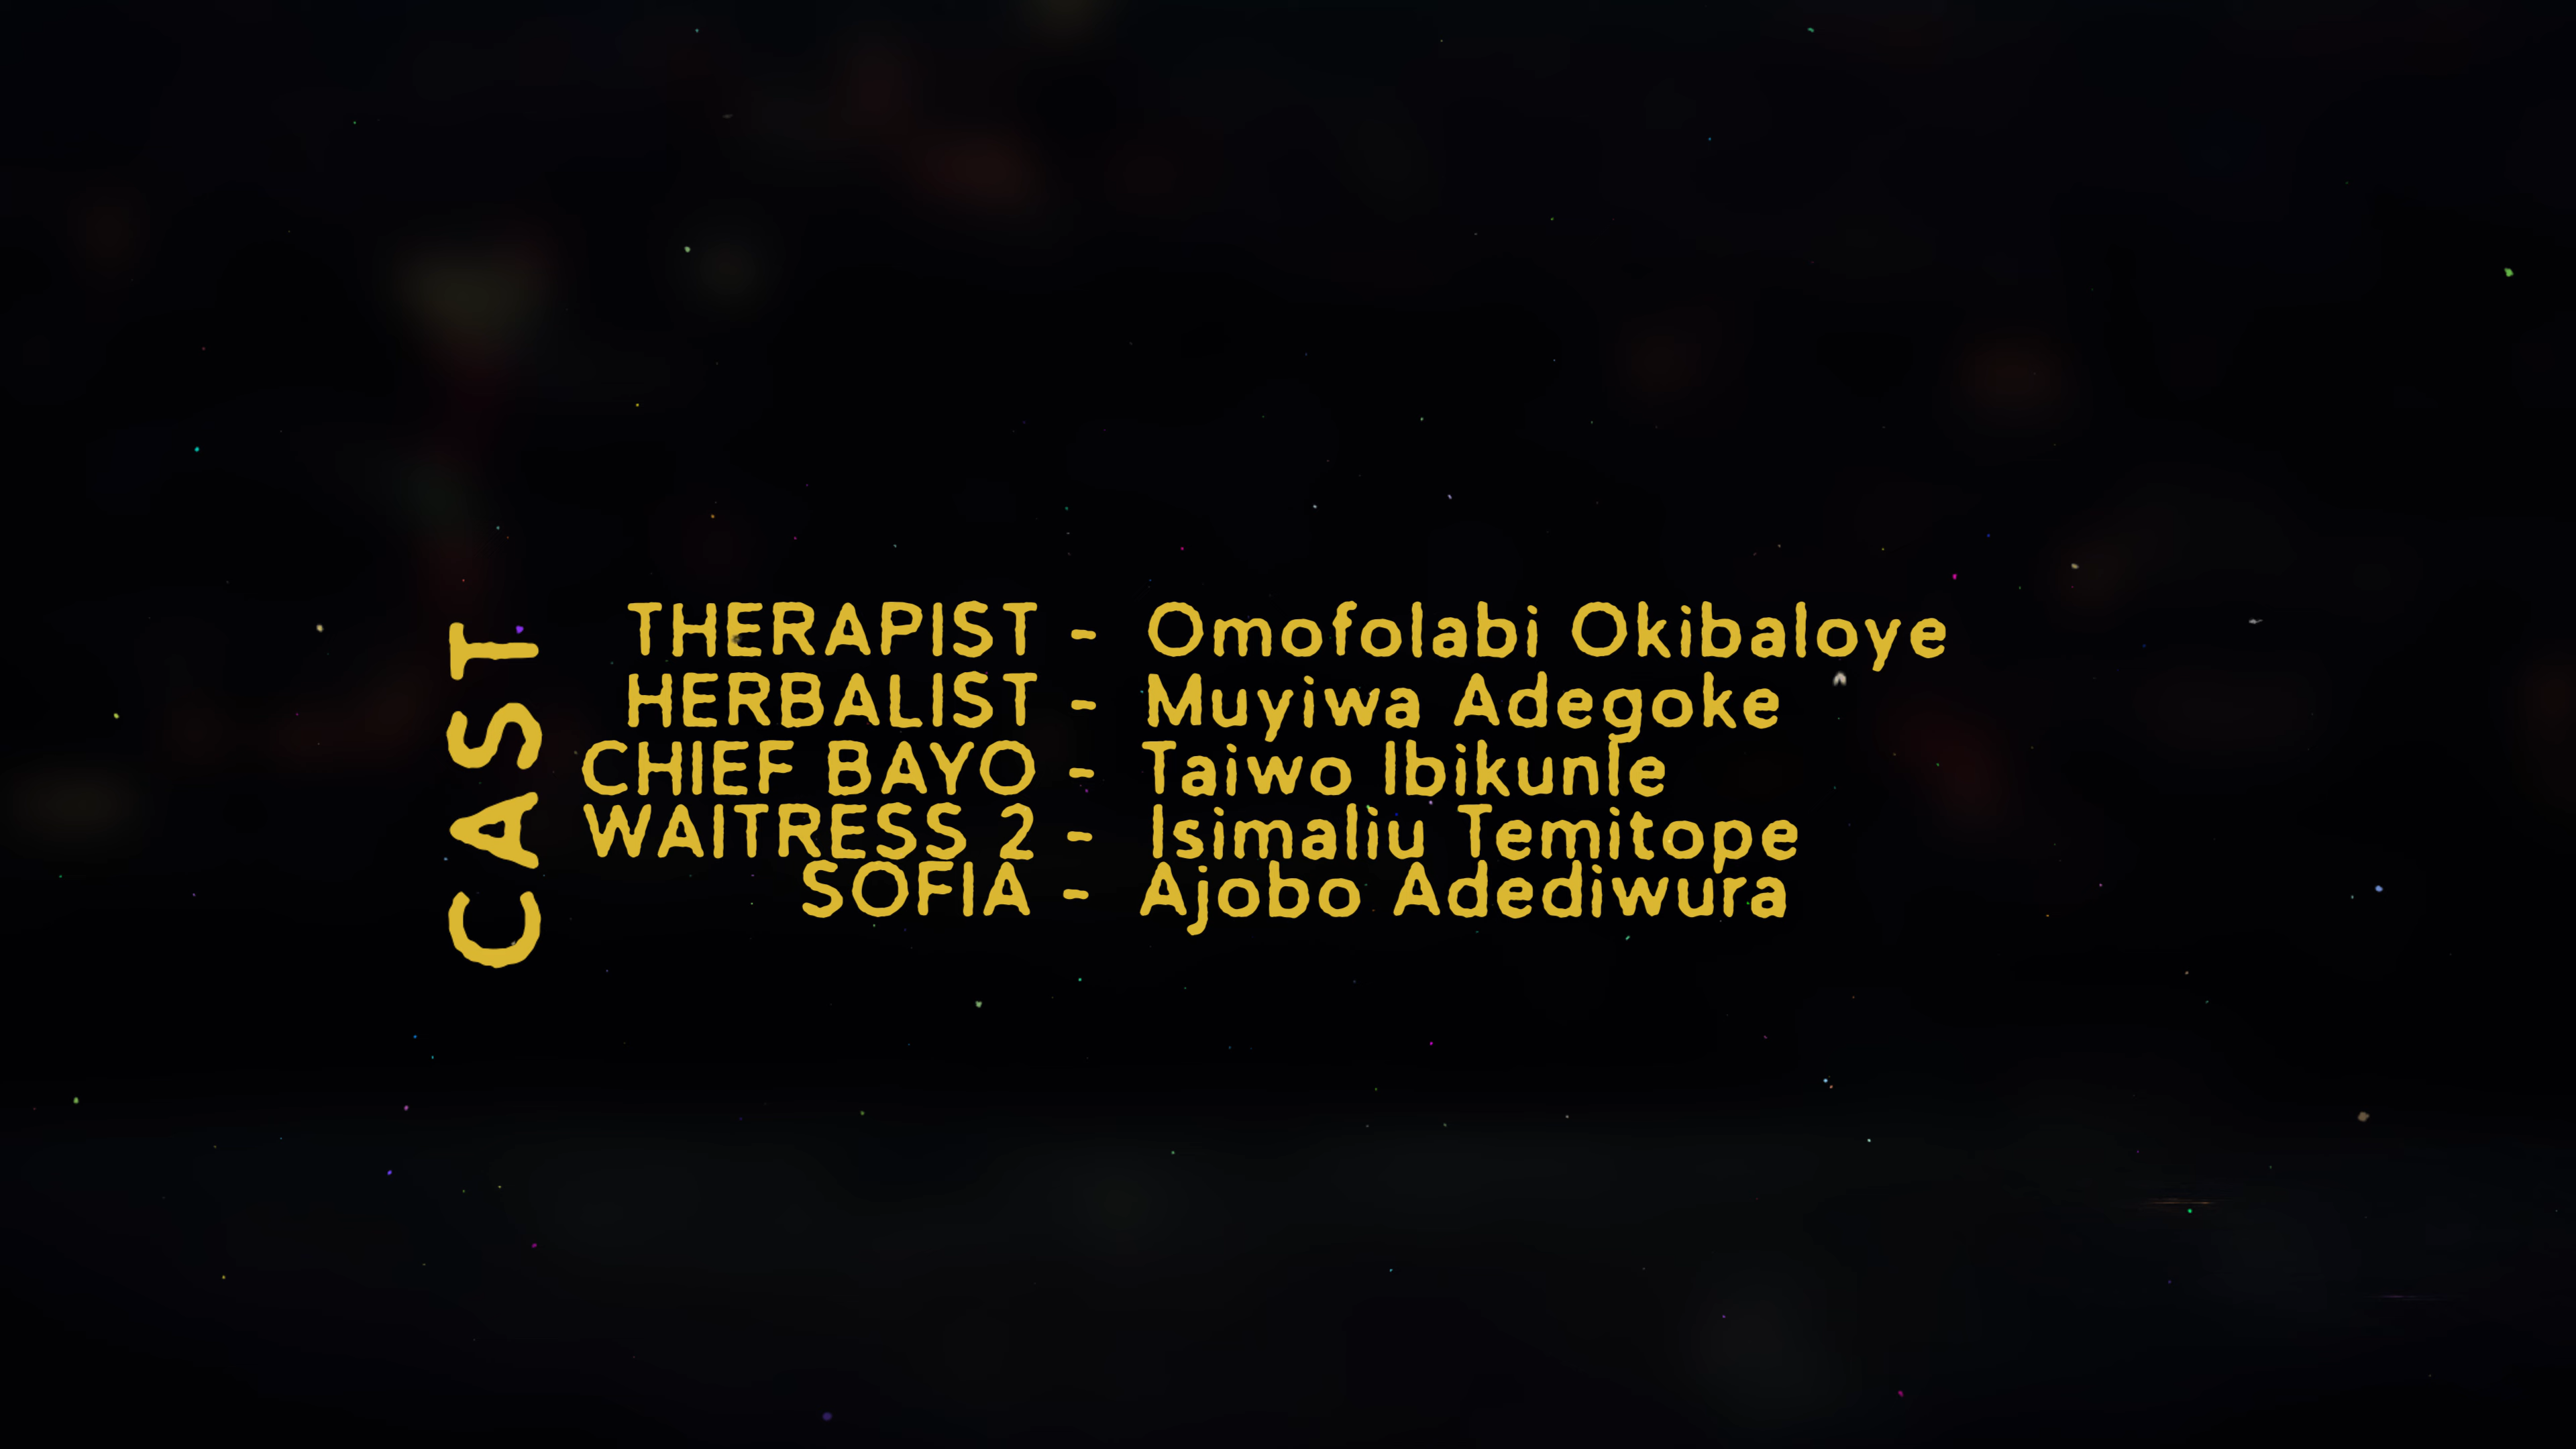 CAST
THERAPIST - Omofolabi Okibaloye
HERBALIST - Muyiwa Adegoke
CHIEF BAYO - Taiwo Ibikunle
WAITRESS 2 - Isimaliu Temitope
SOFIA - Ajobo Adediwura